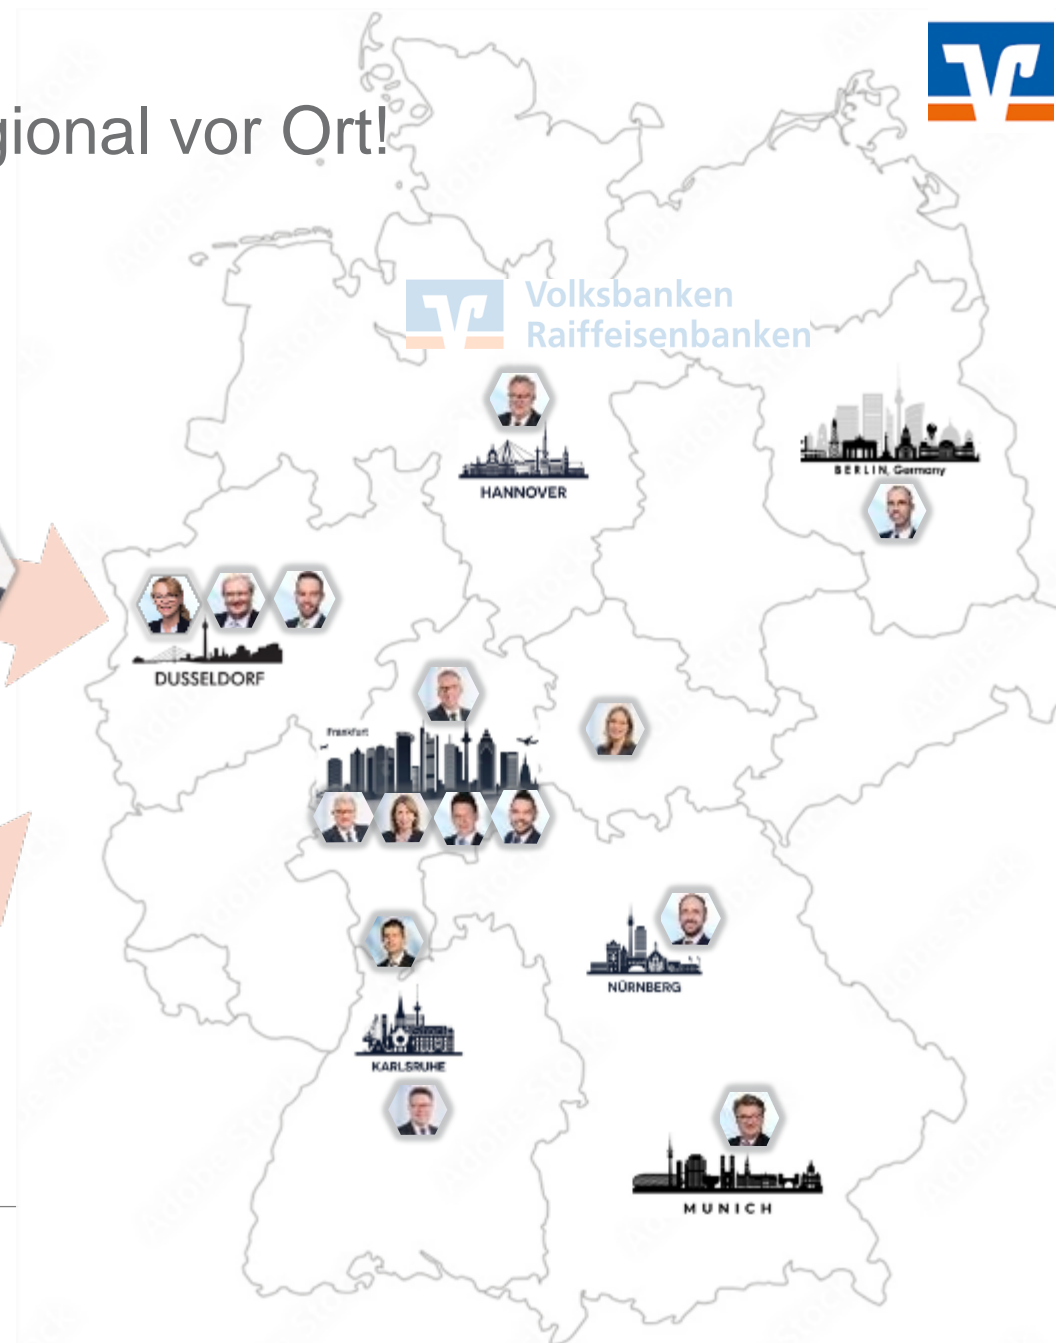 gional vor Ort!
Volksbanken
Raiffeisenbanken
HANNOVER
BERLIN, Germany
DUSSELDORF
Frankfurt
NÜRNBERG
KARLSRUHE
MUNICH